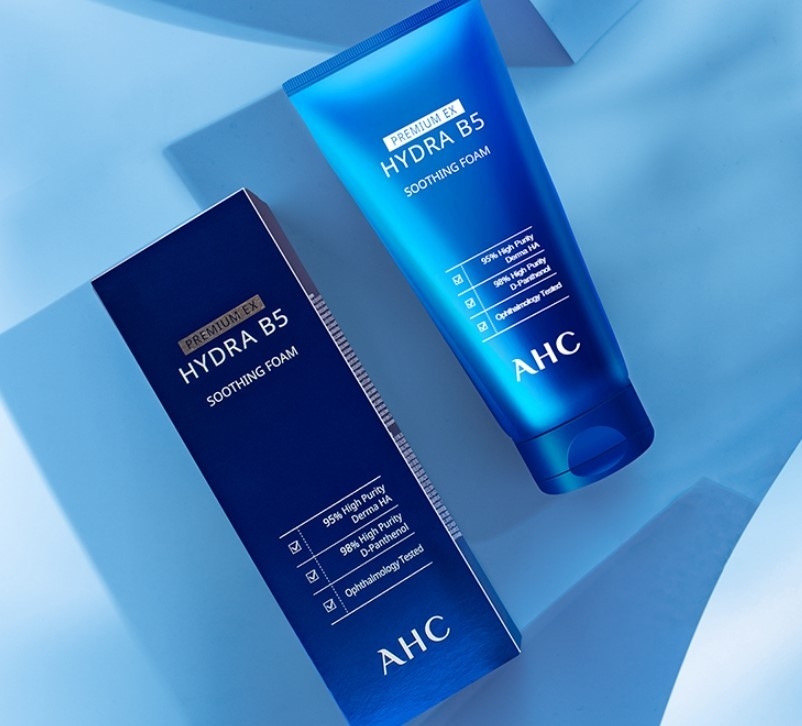 PREMIUM EX
HYDRA B5
SOOTHING FOAM
95% High Purity
Derma HA
98% High Purity
D-Panthenol
Ophthalmology Tested
AHC
PREMIUM EX
HYDRA B5
SOOTHING FOAM
95% High Purity
Derma HA
98% High Purity
D-Panthenol
Ophthalmology Tested
AHC